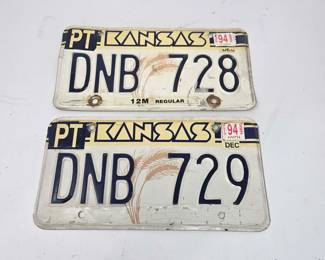 PT KANSAS 94
DNB 728
12M REGULAR
PT KANSAS 94
DEC
DNB 729